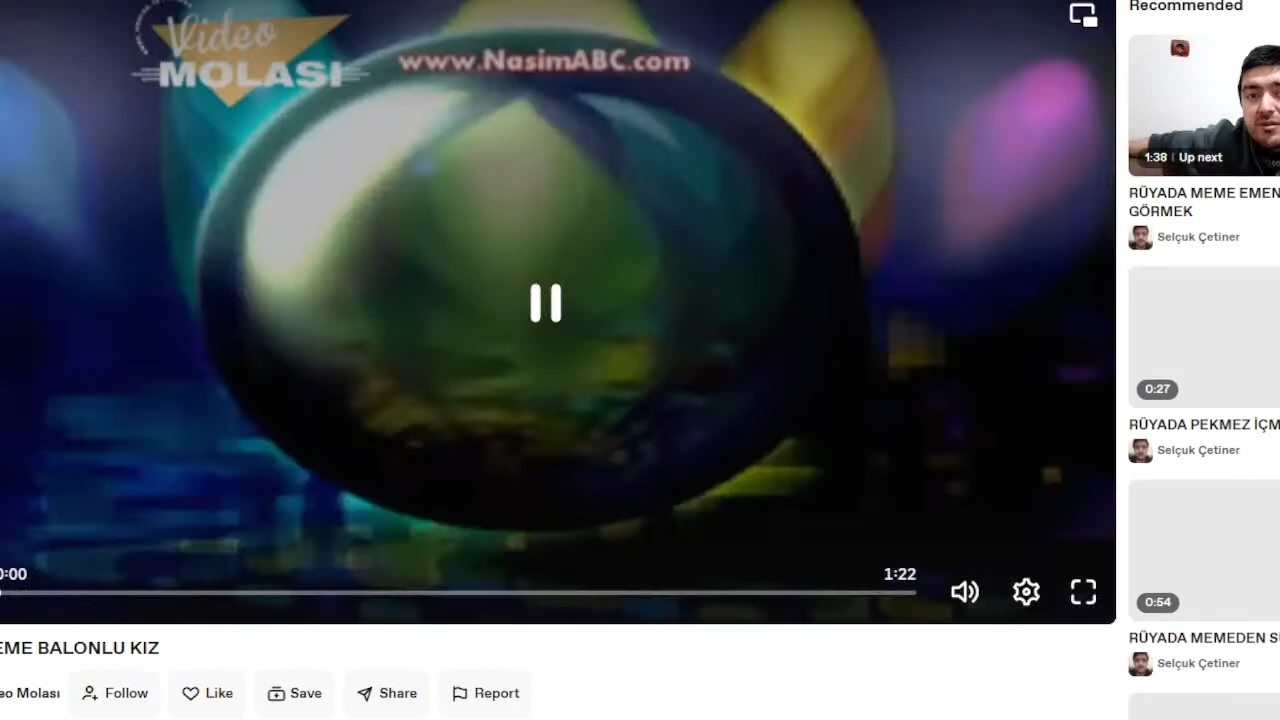 Video
MOLASI
www.NasimABC.com
0:00
1:22
EME BALONLU KIZ
eo Molası
Follow
Like
Save
Share
Report
Recommended
1:38
Up next
RÜYADA MEME EMEN
GÖRMEK
Selçuk Çetiner
0:27
RÜYADA PEKMEZ İÇM
Selçuk Çetiner
0:54
RÜYADA MEMEDEN S
Selçuk Çetiner